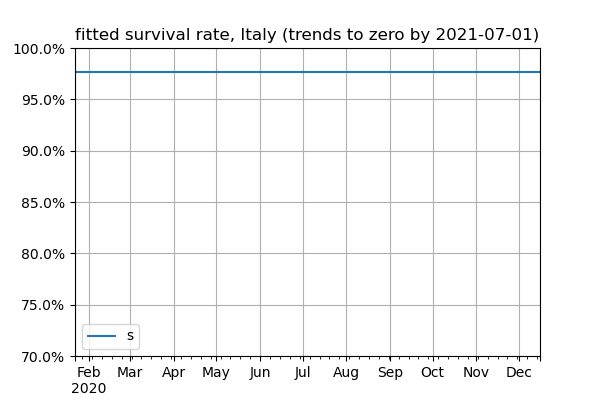 fitted survival rate, Italy (trends to zero by 2021-07-01)
100.0%
95.0%
90.0%
85.0%
80.0%
75.0%
70.0%
s
Feb Mar Apr May Jun Jul Aug Sep Oct Nov Dec
2020